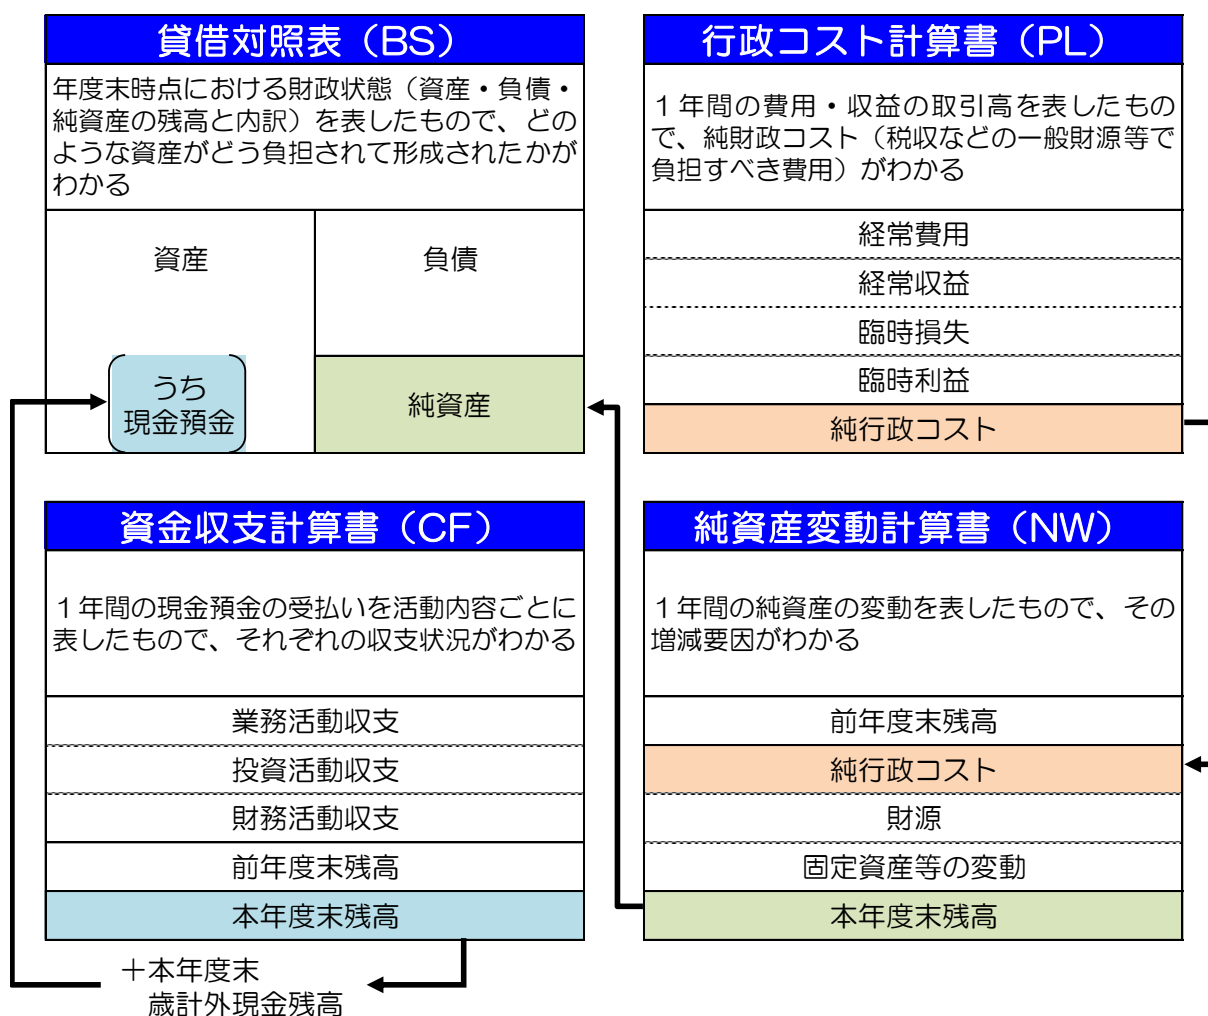 貸借対照表（BS）
年度末時点における財政状態（資産・負債・
純資産の残高と内訳）を表したもので、どの
ような資産がどう負担されて形成されたかが
わかる
資産
負債
うち
現金預金
純資産
行政コスト計算書（PL）
１年間の費用・収益の取引高を表したもの
で、純財政コスト（税収などの一般財源等で
負担すべき費用）がわかる
経常費用
経常収益
臨時損失
臨時利益
純行政コスト
資金収支計算書（CF）
１年間の現金預金の受払いを活動内容ごとに
表したもので、それぞれの収支状況がわかる
業務活動収支
投資活動収支
財務活動収支
前年度末残高
本年度末残高
＋本年度末
歳計外現金残高
純資産変動計算書（NW）
１年間の純資産の変動を表したもので、その
増減要因がわかる
前年度末残高
純行政コスト
財源
固定資産等の変動
本年度末残高